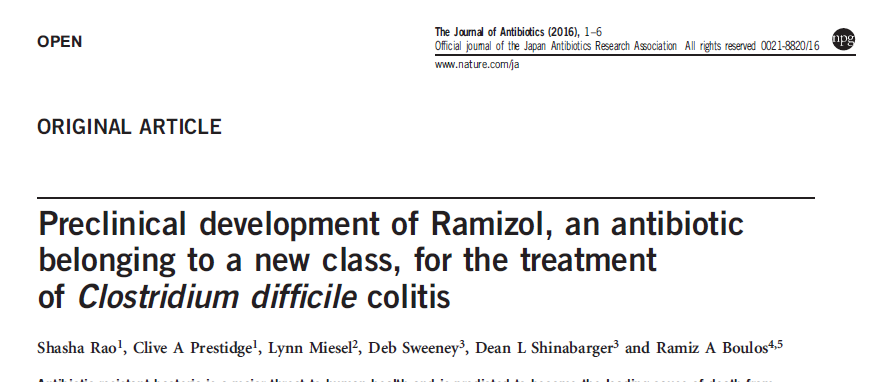 OPEN
The Journal of Antibiotics (2016), 1–6
Official journal of the Japan Antibiotics Research Association All rights reserved 0021-8820/16
npg
www.nature.com/ja
ORIGINAL ARTICLE
Preclinical development of Ramizol, an antibiotic
belonging to a new class, for the treatment
of Clostridium difficile colitis
Shasha Rao1, Clive A Prestidge1, Lynn Miesel2, Deb Sweeney3, Dean L Shinabarger3 and Ramiz A Boulos4,5